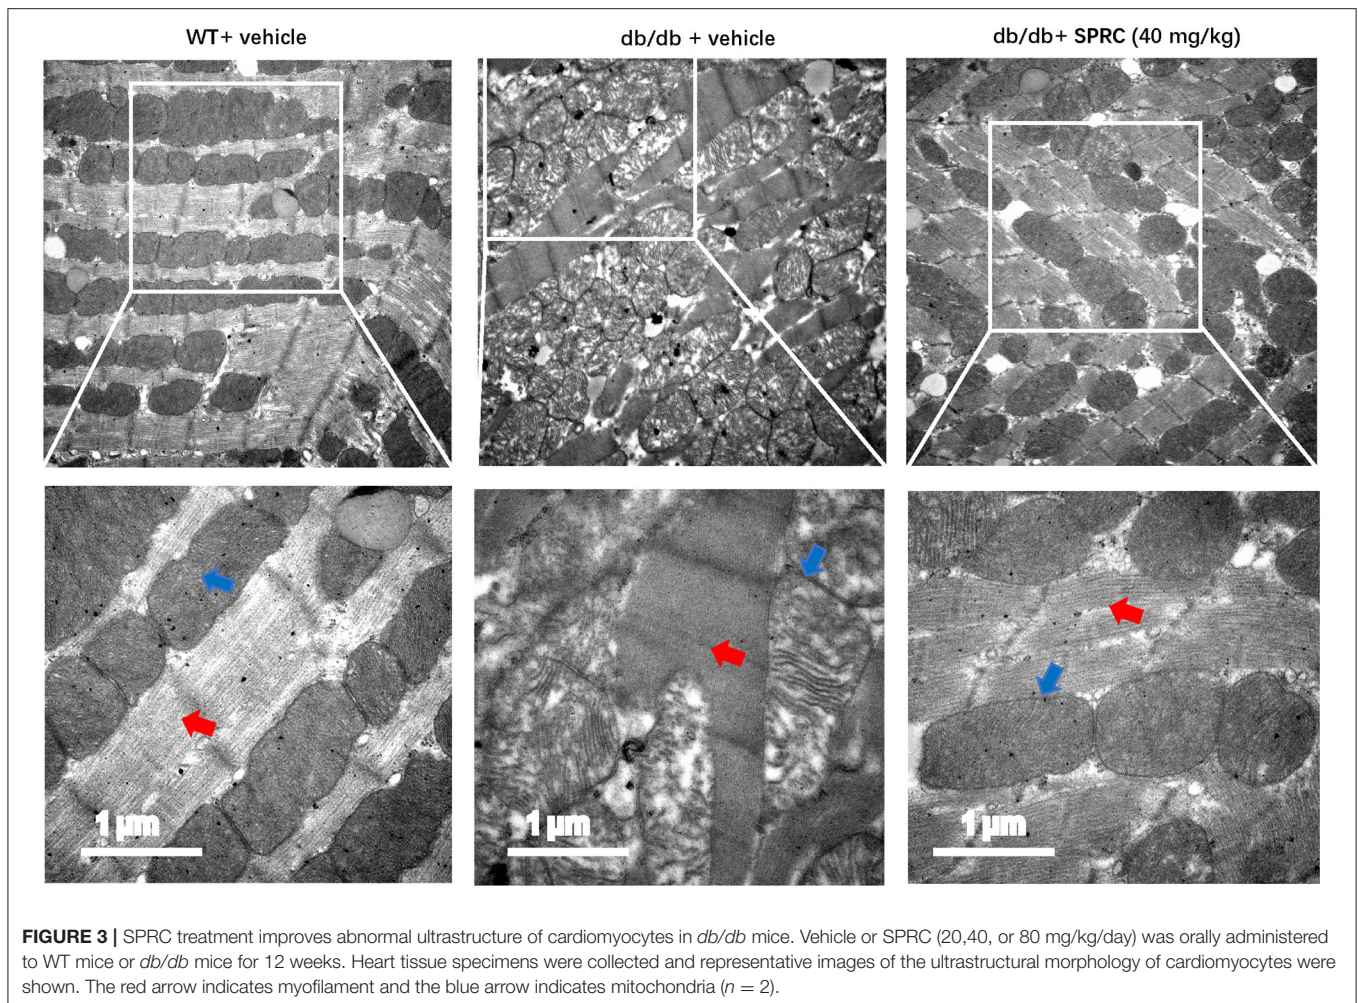 WT+ vehicle
db/db + vehicle
db/db+ SPRC (40 mg/kg)
1 μm
1 μm
1 μm
FIGURE 3 | SPRC treatment improves abnormal ultrastructure of cardiomyocytes in db/db mice. Vehicle or SPRC (20,40, or 80 mg/kg/day) was orally administered
to WT mice or db/db mice for 12 weeks. Heart tissue specimens were collected and representative images of the ultrastructural morphology of cardiomyocytes were
shown. The red arrow indicates myofilament and the blue arrow indicates mitochondria (n = 2).